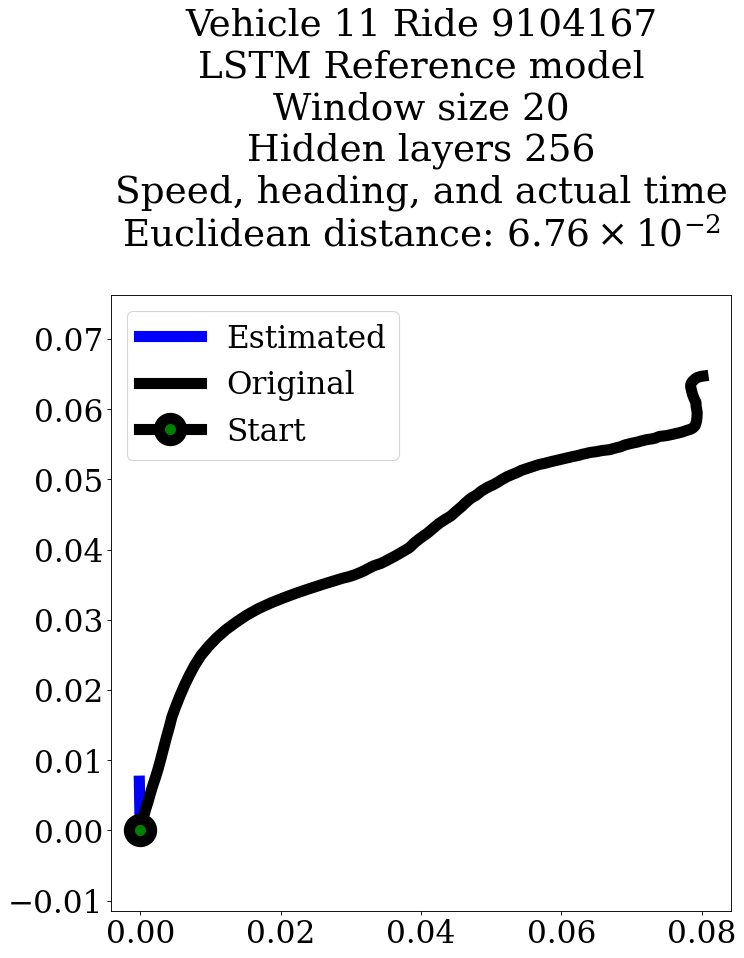 Vehicle 11 Ride 9104167
LSTM Reference model
Window size 20
Hidden layers 256
Speed, heading, and actual time
Euclidean distance: 6.76 × 10⁻²
Estimated
Original
Start
0.07
0.06
0.05
0.04
0.03
0.02
0.01
0.00
−0.01
0.00 0.02 0.04 0.06 0.08